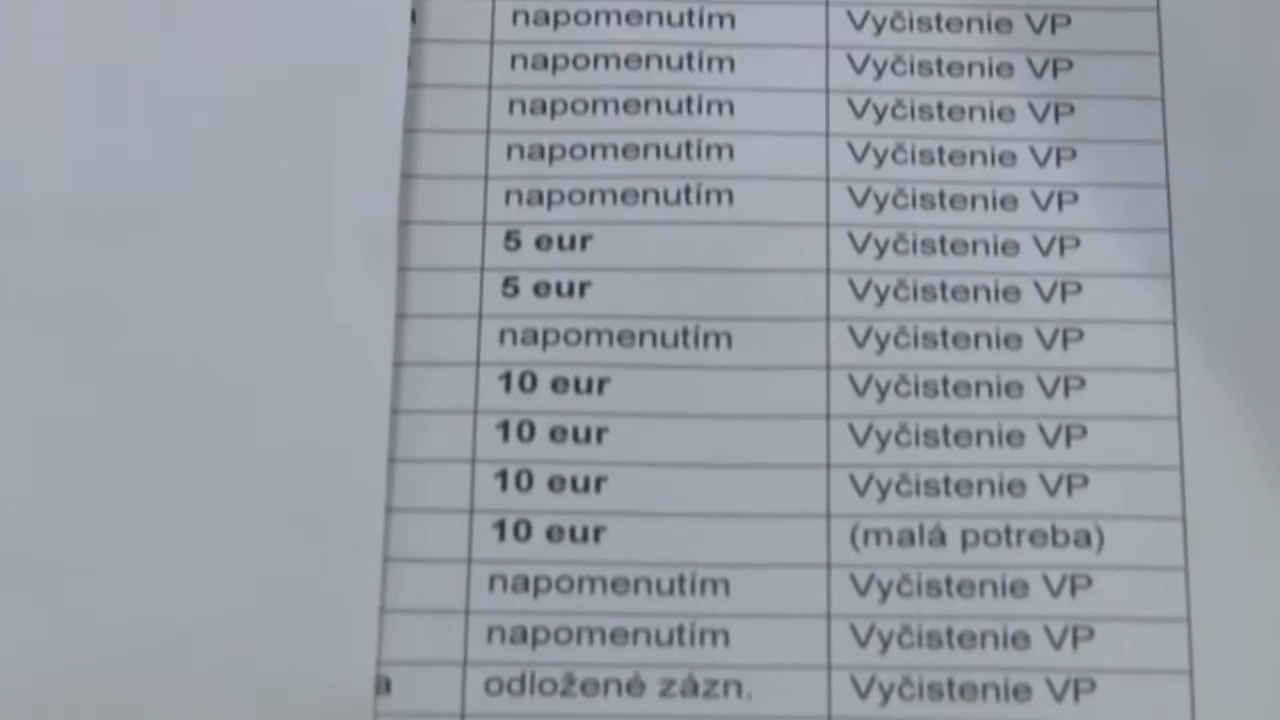 napomenutím Vyčistenie VP
napomenutím Vyčistenie VP
napomenutím Vyčistenie VP
napomenutím Vyčistenie VP
napomenutím Vyčistenie VP
5 eur Vyčistenie VP
5 eur Vyčistenie VP
napomenutím Vyčistenie VP
10 eur Vyčistenie VP
10 eur Vyčistenie VP
10 eur Vyčistenie VP
10 eur (malá potreba)
napomenutím Vyčistenie VP
napomenutím Vyčistenie VP
a odložené zázn. Vyčistenie VP